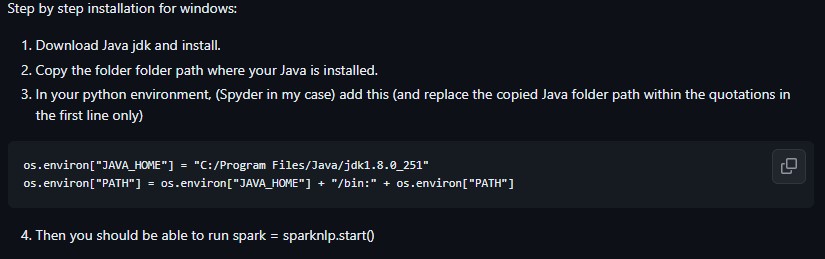 Step by step installation for windows:
1. Download Java jdk and install.
2. Copy the folder folder path where your Java is installed.
3. In your python environment, (Spyder in my case) add this (and replace the copied Java folder path within the quotations in
the first line only)
os.environ["JAVA_HOME"] = "C:/Program Files/Java/jdk1.8.0_251"
os.environ["PATH"] = os.environ["JAVA_HOME"] + "/bin:" + os.environ["PATH"]
4. Then you should be able to run spark = sparknlp.start()